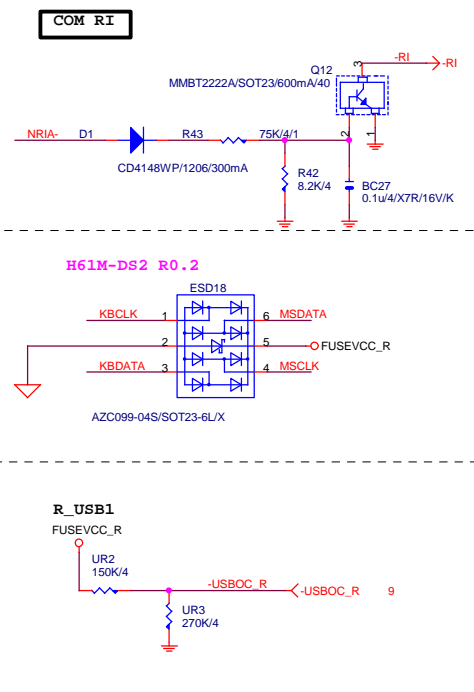 COM RI
-RI
-RI
3
Q12
MMBT2222A/SOT23/600mA/40
NRIA-
D1
R43
75K/4/1
2
1
CD4148WP/1206/300mA
R42
8.2K/4
BC27
0.1u/4/X7R/16V/K
H61M-DS2 R0.2
ESD18
KBCLK
1
6
MSDATA
2
5
FUSEVCC_R
KBDATA
3
4
MSCLK
AZC099-04S/SOT23-6L/X
R_USB1
FUSEVCC_R
UR2
150K/4
-USBOC_R
-USBOC_R
9
UR3
270K/4